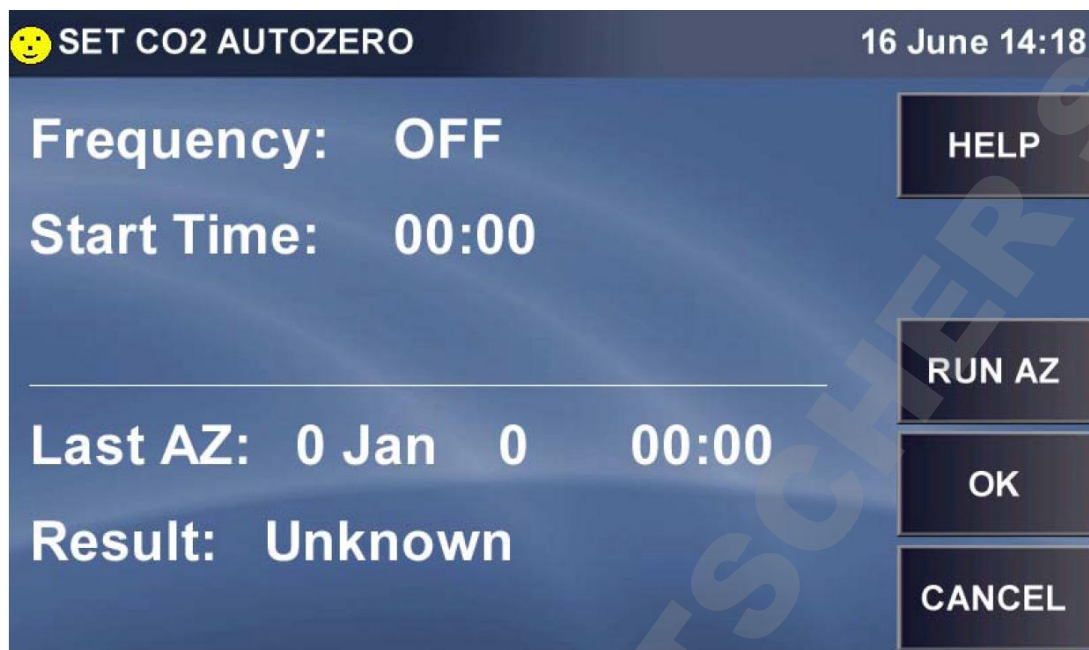 SET CO2 AUTOZERO 16 June 14:18
Frequency: OFF
HELP
Start Time: 00:00
RUN AZ
Last AZ: 0 Jan 0 00:00
OK
Result: Unknown
CANCEL